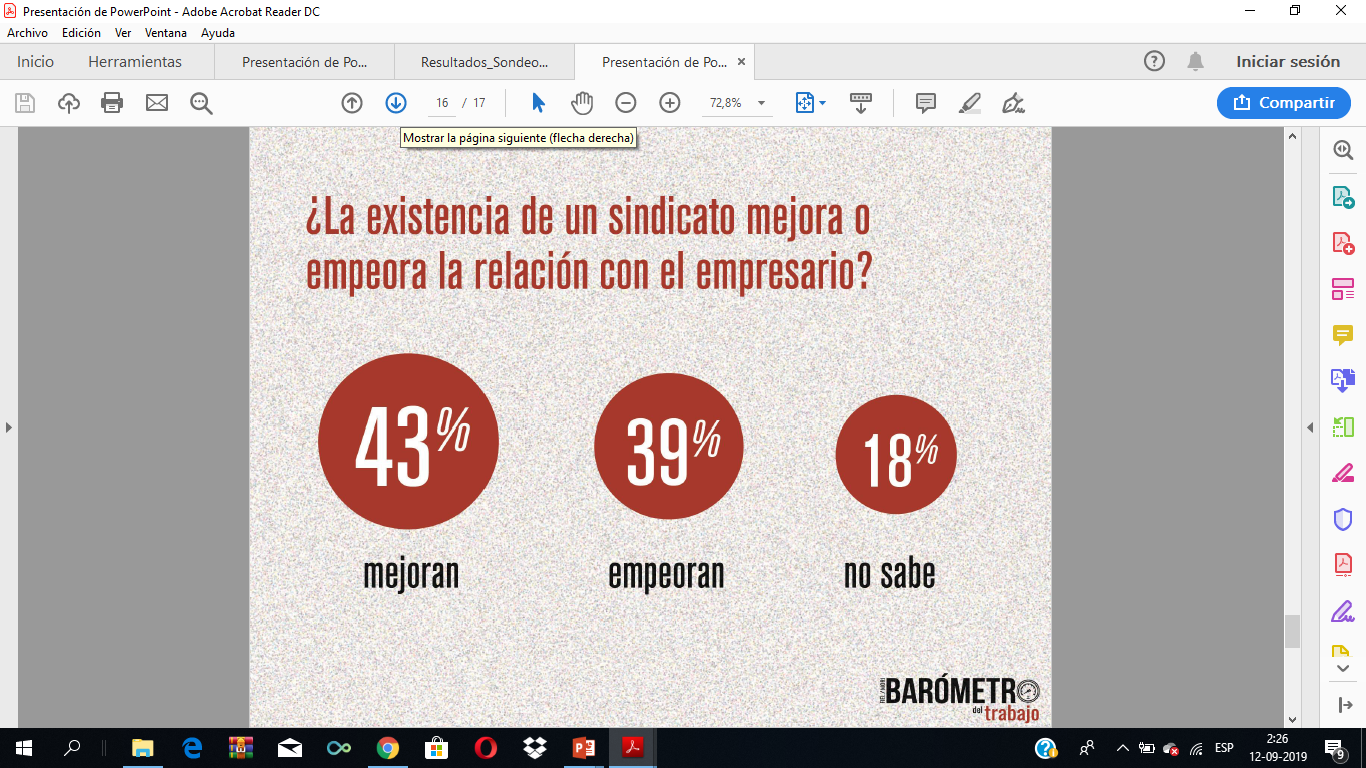 Presentación de PowerPoint - Adobe Acrobat Reader DC
Archivo Edición Ver Ventana Ayuda
Inicio Herramientas Presentación de Po... Resultados_Sondeo... Presentación de Po... Iniciar sesión
16 / 17 72,8% Compartir
Mostrar la página siguiente (flecha derecha)
¿La existencia de un sindicato mejora o
empeora la relación con el empresario?
43% 39% 18%
mejoran empeoran no sabe
BARÓMETRO
del trabajo
ESP
2:26
12-09-2019
9